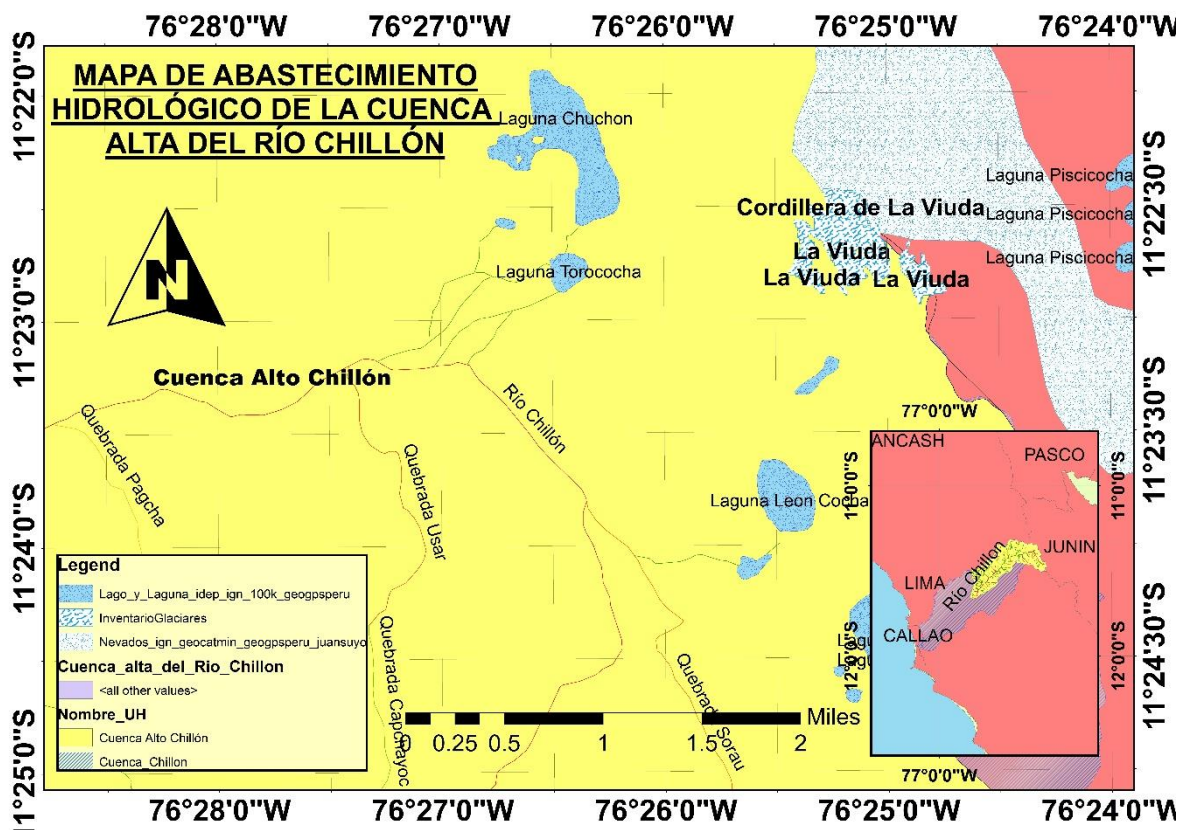 76°28'0"W
76°27'0"W
76°26'0"W
76°25'0"W
76°24'0"W
MAPA DE ABASTECIMIENTO
HIDROLÓGICO DE LA CUENCA
ALTA DEL RÍO CHILLÓN
11°22'0"S
11°23'0"S
11°24'0"S
11°25'0"S
N
Laguna Chuchon
Laguna Torococha
Cordillera de La Viuda
La Viuda
La Viuda
La Viuda
Laguna Piscicocha
Laguna Piscicocha
Laguna Piscicocha
11°22'30"S
11°23'30"S
11°24'30"S
Cuenca Alto Chillón
Río Chillón
Quebrada Pagcha
Quebrada Usar
Quebrada Capchayoc
Quebrada Sorau
Laguna Leon Cocha
Legend
Lago_y_Laguna_idep_ign_100k_geogpsperu
InventarioGlaciares
Nevados_ign_geocatmin_geogpsperu_juansuyo
Cuenca_alta_del_Rio_Chillon
<all other values>
Nombre_UH
Cuenca Alto Chillón
Cuenca_Chillon
0 0.25 0.5 1 1.5 2
Miles
77°0'0"W
ANCASH
PASCO
JUNIN
LIMA
Río Chillon
CALLAO
11°0'0"S
12°0'0"S
11°0'0"S
12°0'0"S
77°0'0"W
76°28'0"W
76°27'0"W
76°26'0"W
76°25'0"W
76°24'0"W